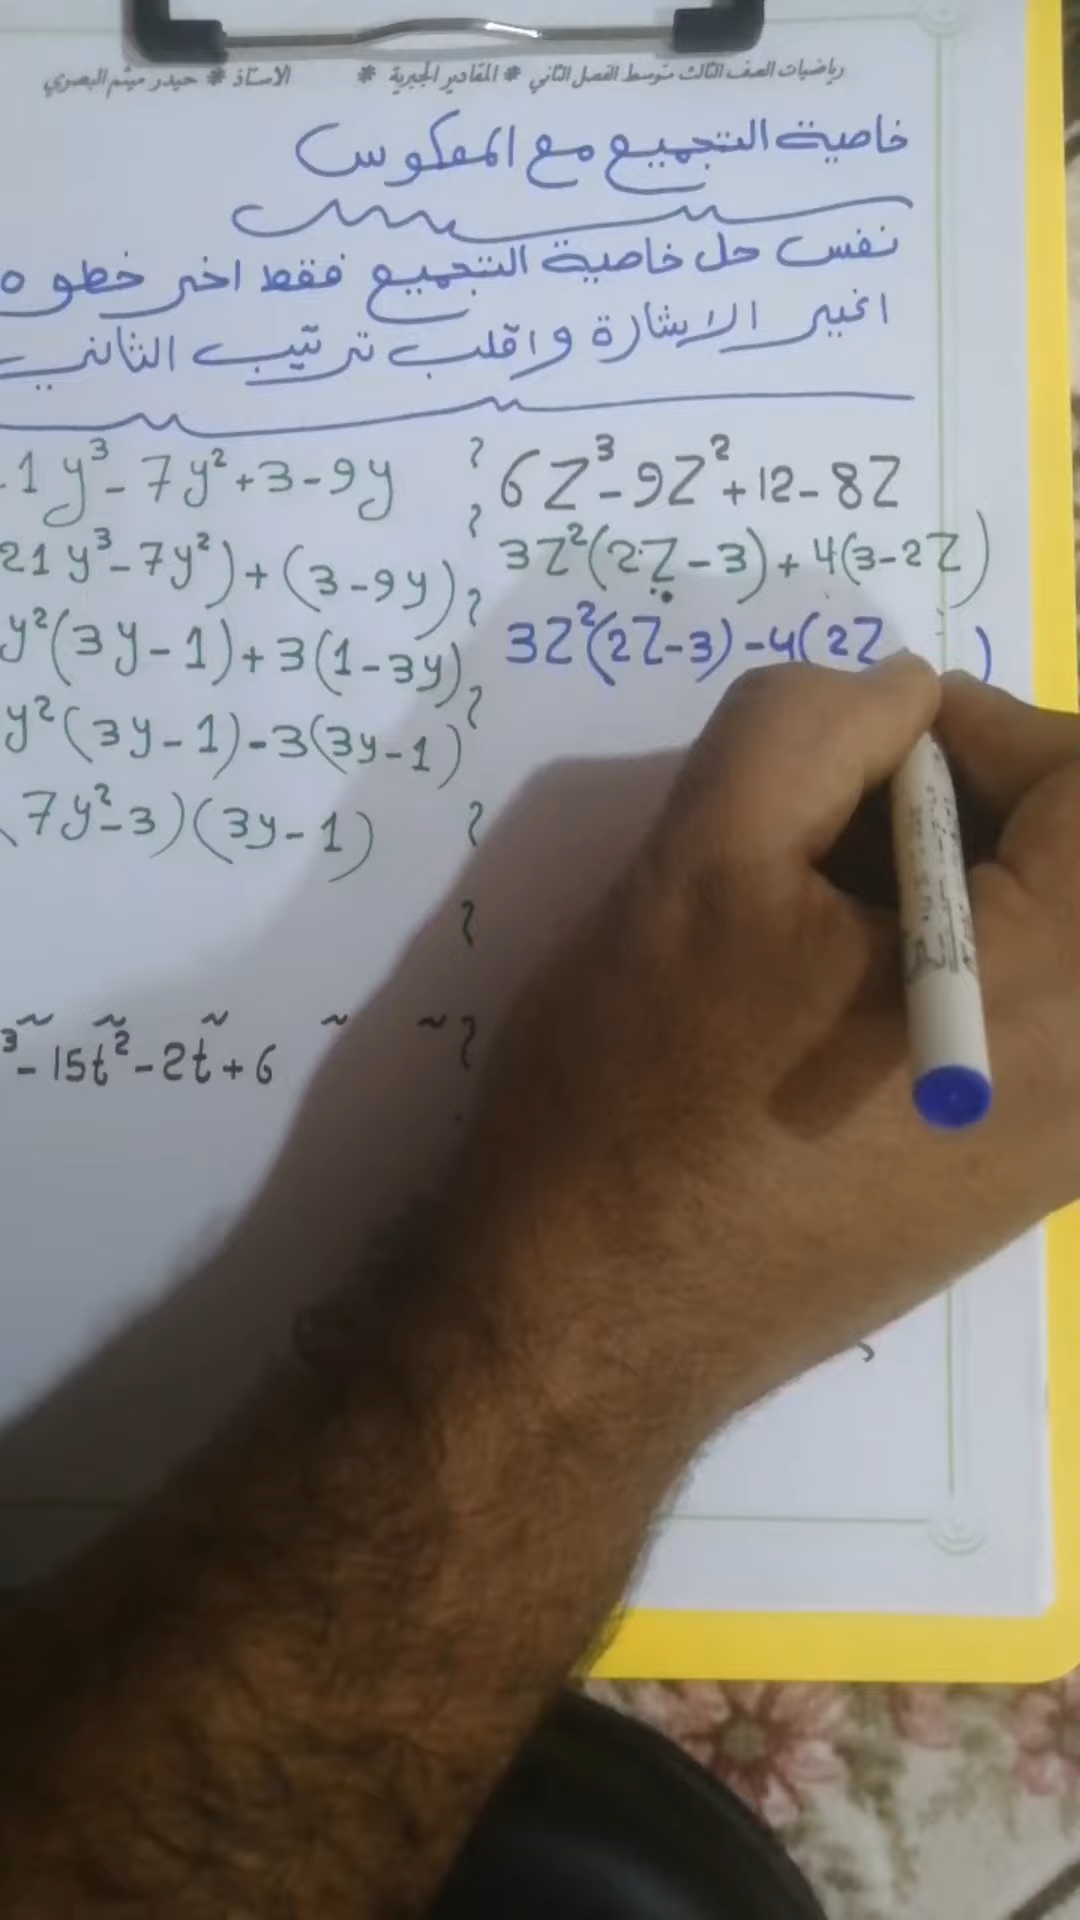 رياضيات الصف الثالث متوسط الفصل الثاني * المقادير الجبرية * الاستاذ * حيدر ميثم البصري
خاصية التجميع مع المعكوس
نفس حل خاصية التجميع فقط اخر خطوه
اغير الاشارة واقلب ترتيب الثاني
1y³-7y²+3-9y
21y³-7y²)+(3-9y)
y²(3y-1)+3(1-3y)
y²(3y-1)-3(3y-1)
7y²-3)(3y-1)
³-15t²-2t+6
6Z³-9Z²+12-8Z
3Z²(2Z-3)+4(3-2Z)
3Z²(2Z-3)-4(2Z )